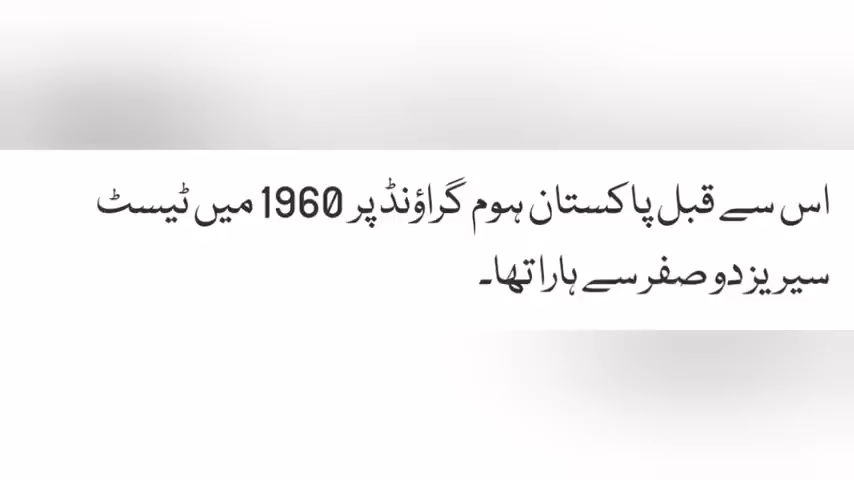 اس سے قبل پاکستان ہوم گراؤنڈ پر 1960 میں ٹیسٹ
سیریز دو صفر سے ہارا تھا۔